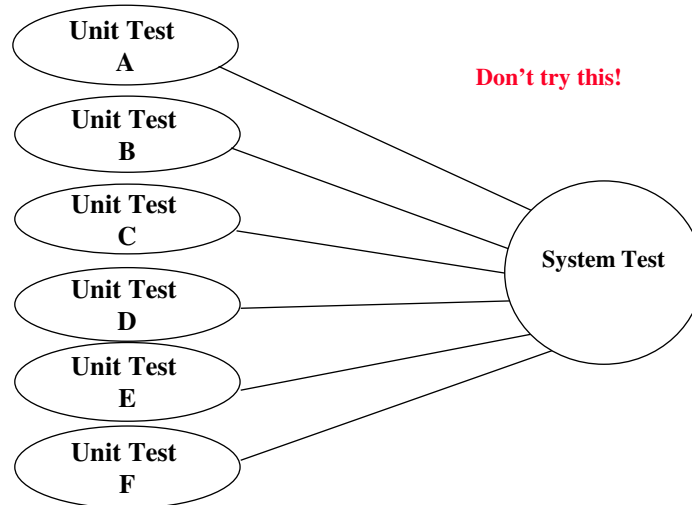 Unit Test
A
Don’t try this!
Unit Test
B
Unit Test
C
System Test
Unit Test
D
Unit Test
E
Unit Test
F